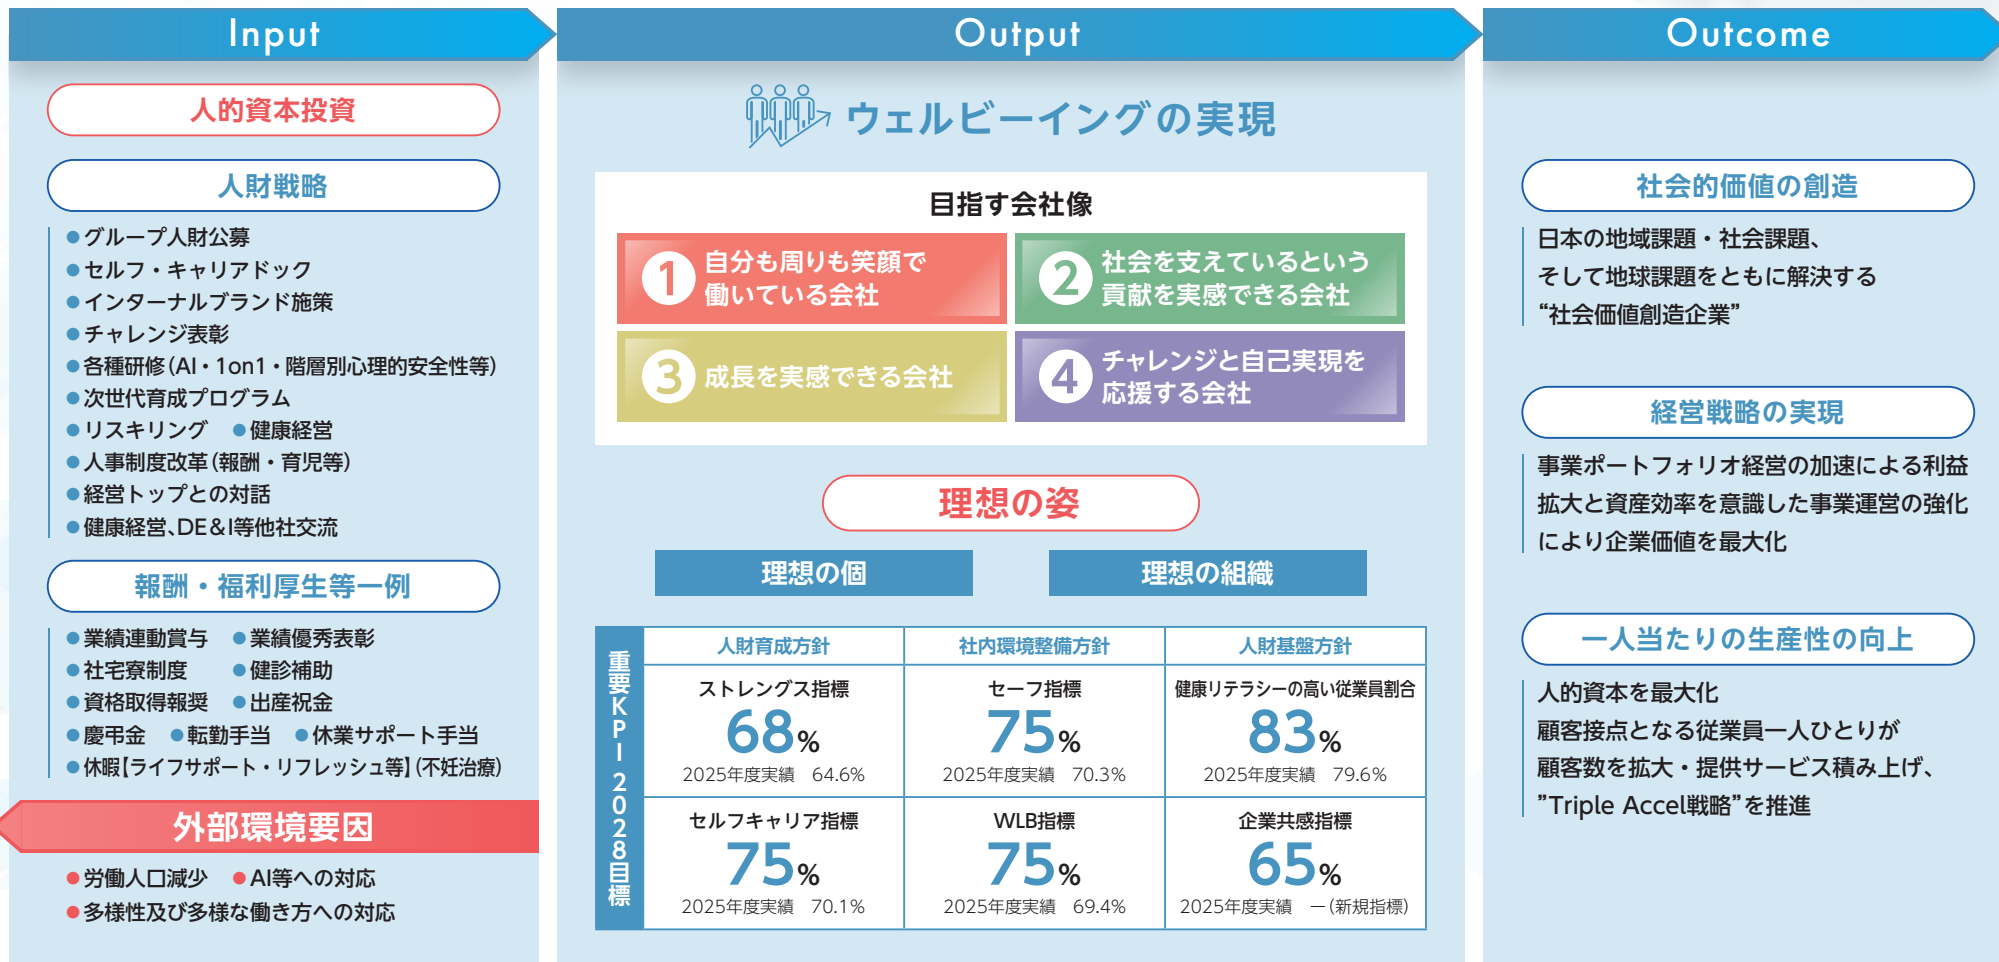 Input
人的資本投資
人財戦略
●グループ人財公募
●セルフ・キャリアドック
●インターナルブランド施策
●チャレンジ表彰
●各種研修（AI・1on1・階層別心理的安全性等）
●次世代育成プログラム
●リスキリング ●健康経営
●人事制度改革（報酬・育児等）
●経営トップとの対話
●健康経営、DE&I等他社交流
報酬・福利厚生等一例
●業績連動賞与 ●業績優秀表彰
●社宅寮制度 ●健診補助
●資格取得報奨 ●出産祝金
●慶弔金 ●転勤手当 ●休業サポート手当
●休暇【ライフサポート・リフレッシュ等】（不妊治療）
外部環境要因
●労働人口減少 ●AI等への対応
●多様性及び多様な働き方への対応
Output
ウェルビーイングの実現
目指す会社像
1 自分も周りも笑顔で
働いている会社
2 社会を支えているという
貢献を実感できる会社
3 成長を実感できる会社
4 チャレンジと自己実現を
応援する会社
理想の姿
理想の個
理想の組織
重要KPI 2028目標
人財育成方針
社内環境整備方針
人財基盤方針
ストレングス指標
68%
2025年度実績 64.6%
セーフ指標
75%
2025年度実績 70.3%
健康リテラシーの高い従業員割合
83%
2025年度実績 79.6%
セルフキャリア指標
75%
2025年度実績 70.1%
WLB指標
75%
2025年度実績 69.4%
企業共感指標
65%
2025年度実績 ー（新規指標）
Outcome
社会的価値の創造
日本の地域課題・社会課題、
そして地球課題をともに解決する
“社会価値創造企業”
経営戦略の実現
事業ポートフォリオ経営の加速による利益
拡大と資産効率を意識した事業運営の強化
により企業価値を最大化
一人当たりの生産性の向上
人的資本を最大化
顧客接点となる従業員一人ひとりが
顧客数を拡大・提供サービス積み上げ、
”Triple Accel戦略”を推進